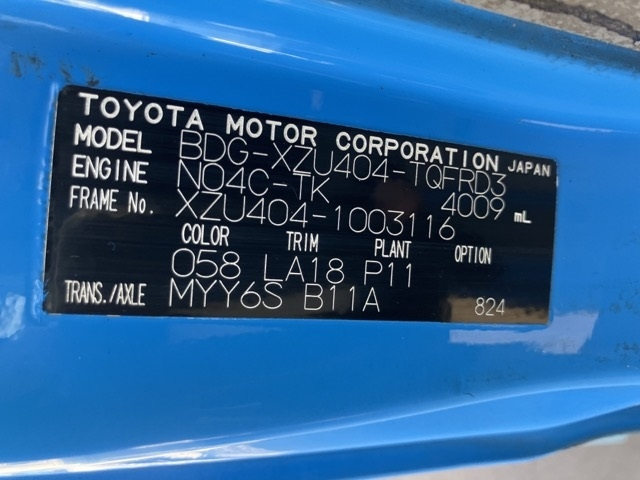 TOYOTA MOTOR CORPORATION JAPAN
MODEL BDG-XZU404-TQFRD3
ENGINE N04C-TK 4009 mL
FRAME No. XZU404-1003116
COLOR TRIM PLANT OPTION
058 LA18 P11
TRANS./AXLE MYY6S B11A 824